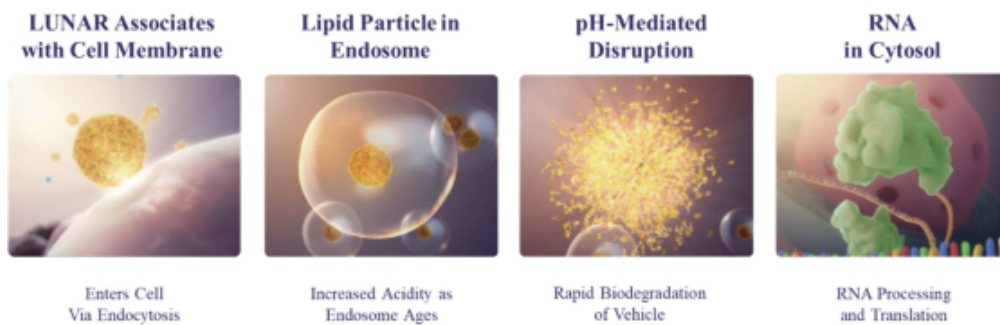 LUNAR Associates
with Cell Membrane
Lipid Particle in
Endosome
pH-Mediated
Disruption
RNA
in Cytosol
Enters Cell
Via Endocytosis
Increased Acidity as
Endosome Ages
Rapid Biodegradation
of Vehicle
RNA Processing
and Translation